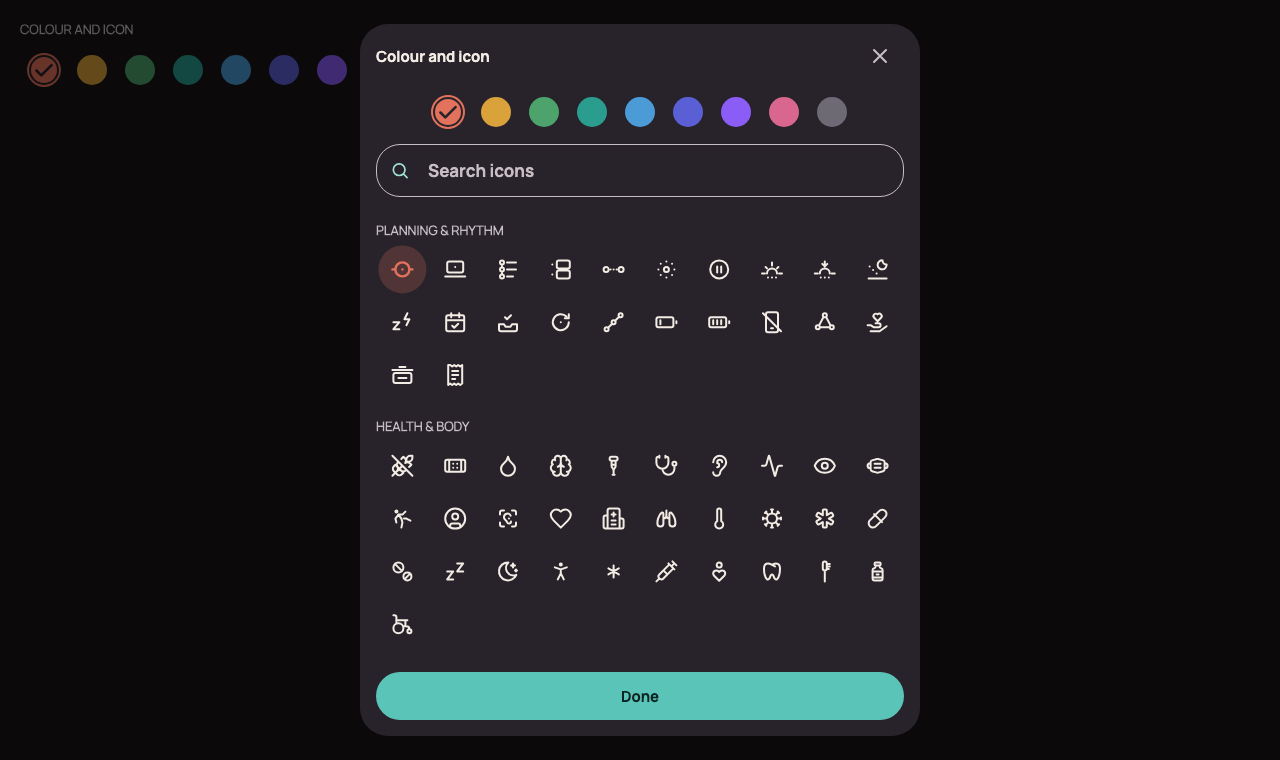 COLOUR AND ICON
Colour and icon
Search icons
PLANNING & RHYTHM
HEALTH & BODY
Done